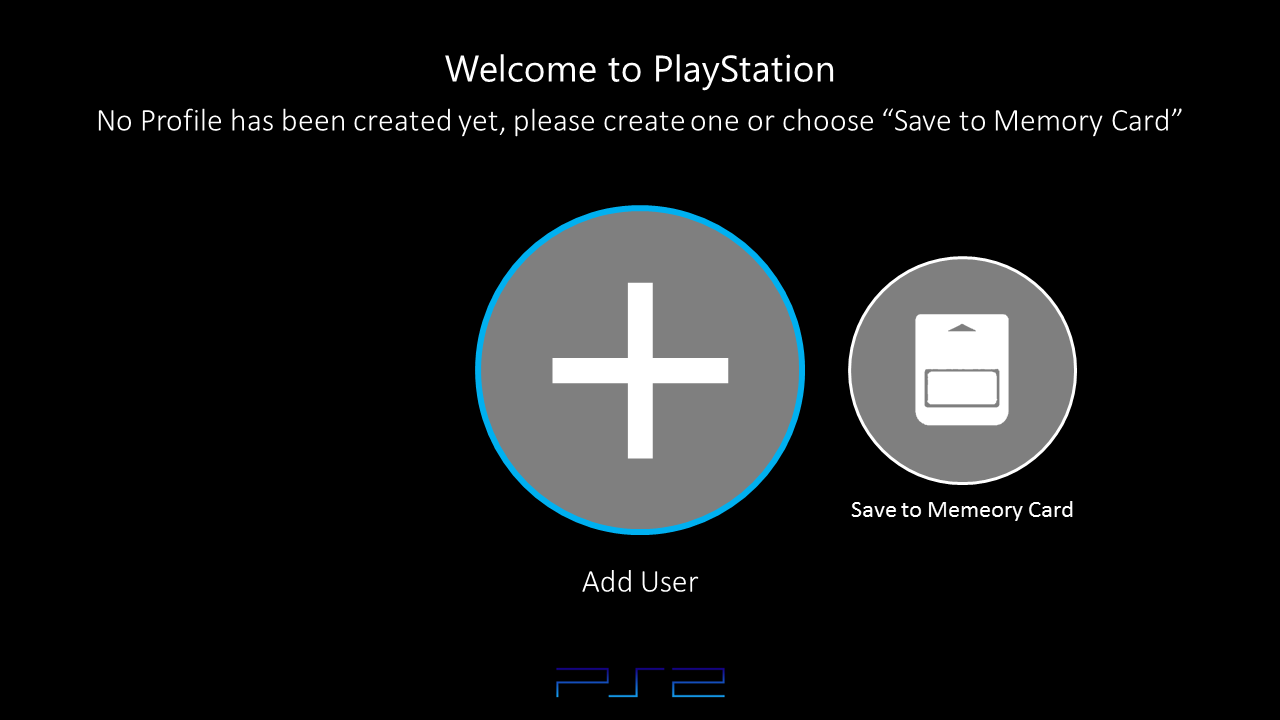 Welcome to PlayStation
No Profile has been created yet, please create one or choose “Save to Memory Card”
Save to Memeory Card
Add User
PS2